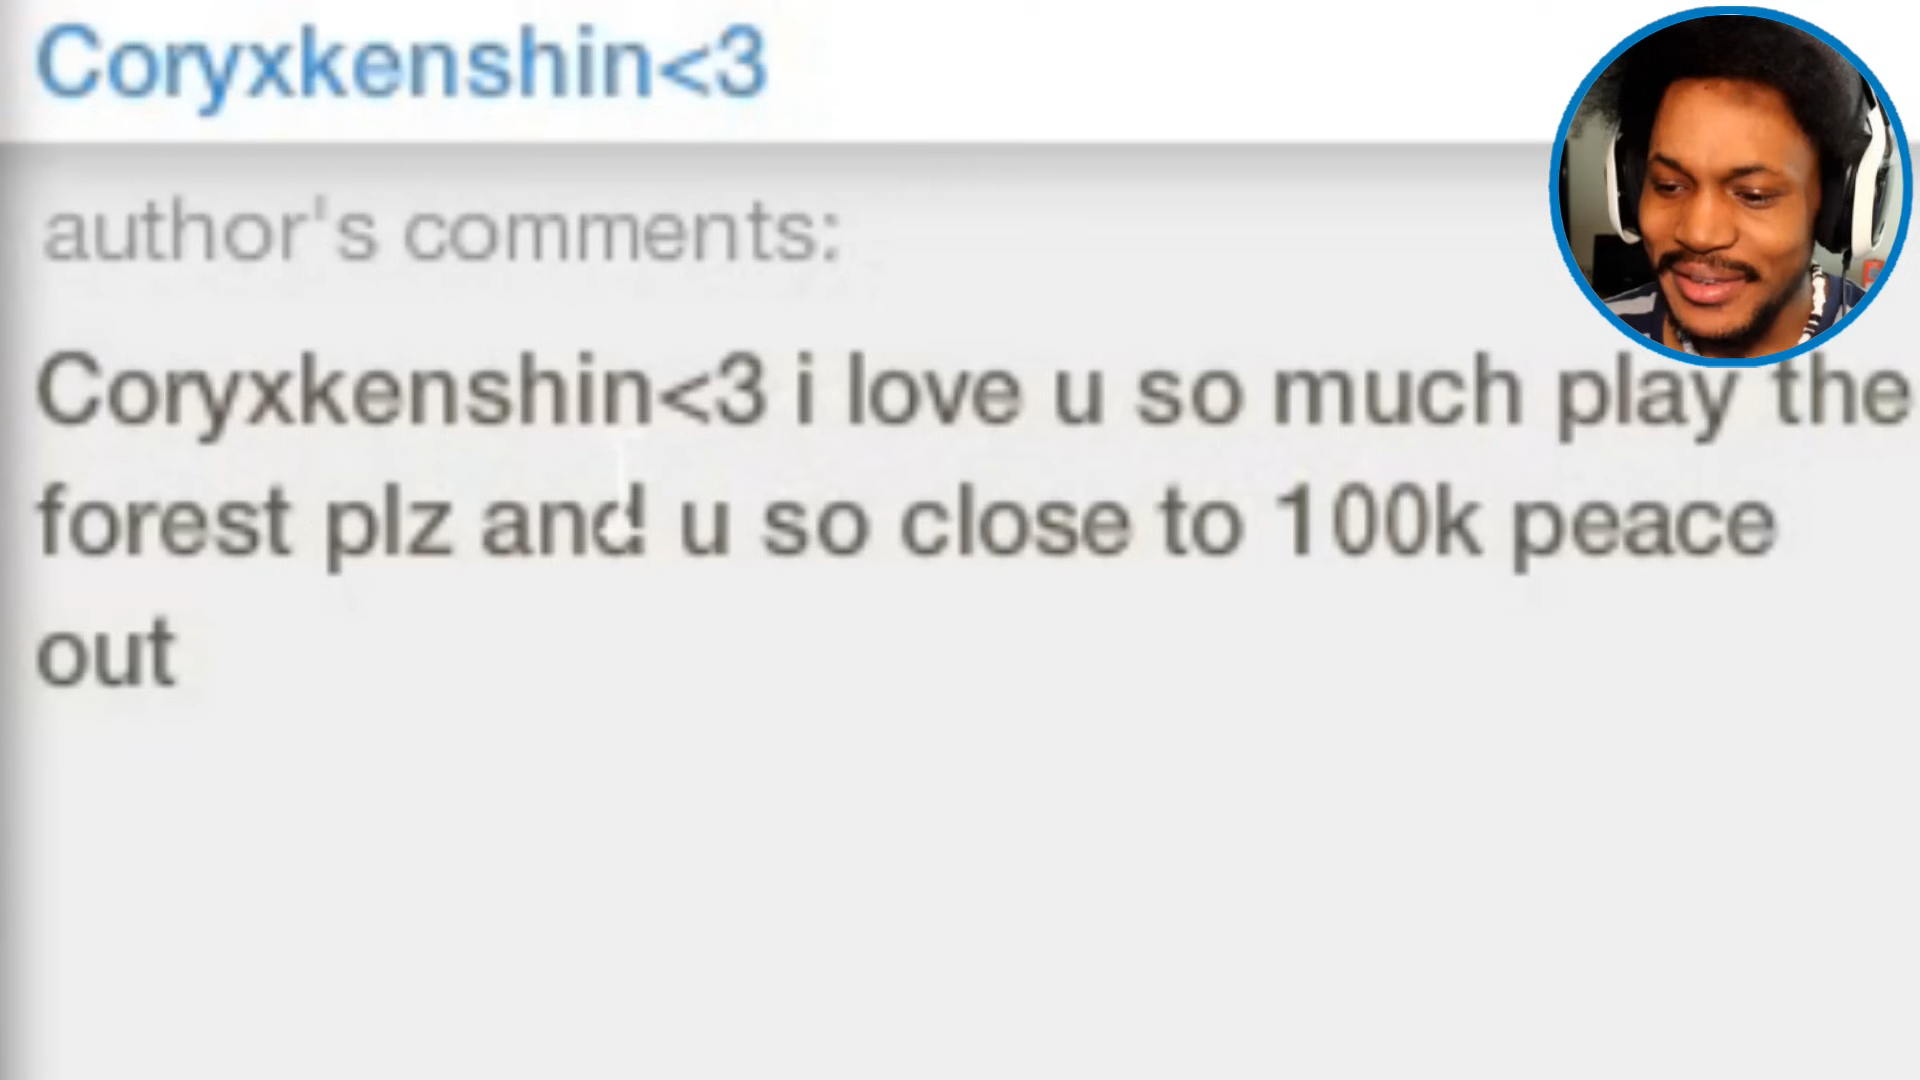 Coryxkenshin<3
author's comments:
Coryxkenshin<3 i love u so much play the
forest plz and u so close to 100k peace
out